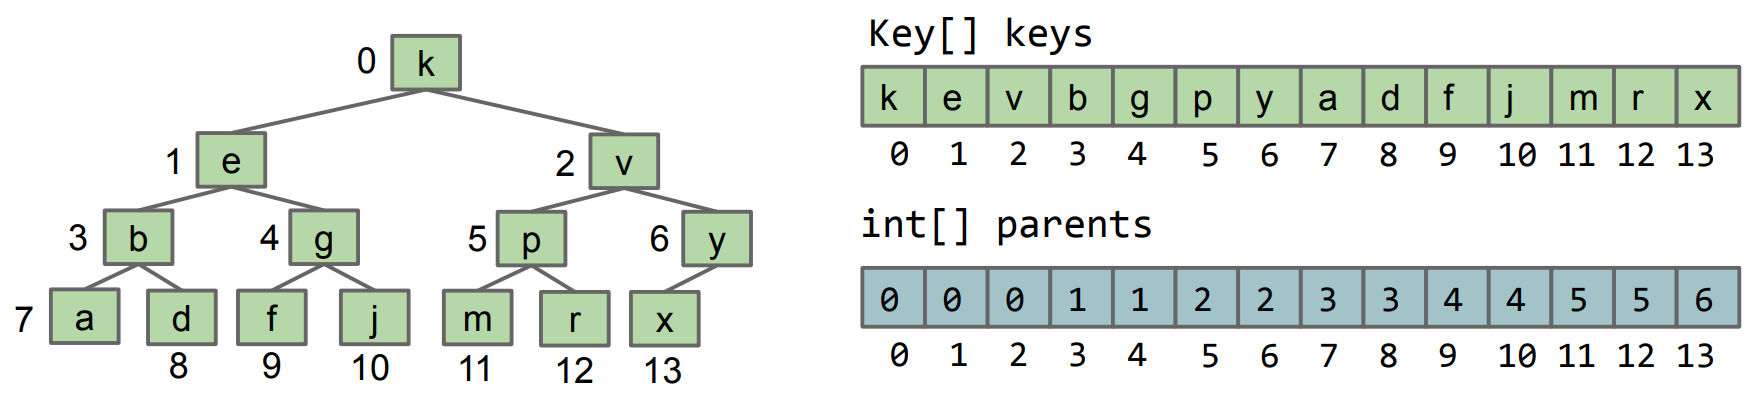 0 k
1 e 2 v
3 b 4 g 5 p 6 y
7 a d f j m r x
8 9 10 11 12 13
Key[] keys
k e v b g p y a d f j m r x
0 1 2 3 4 5 6 7 8 9 10 11 12 13
int[] parents
0 0 0 1 1 2 2 3 3 4 4 5 5 6
0 1 2 3 4 5 6 7 8 9 10 11 12 13